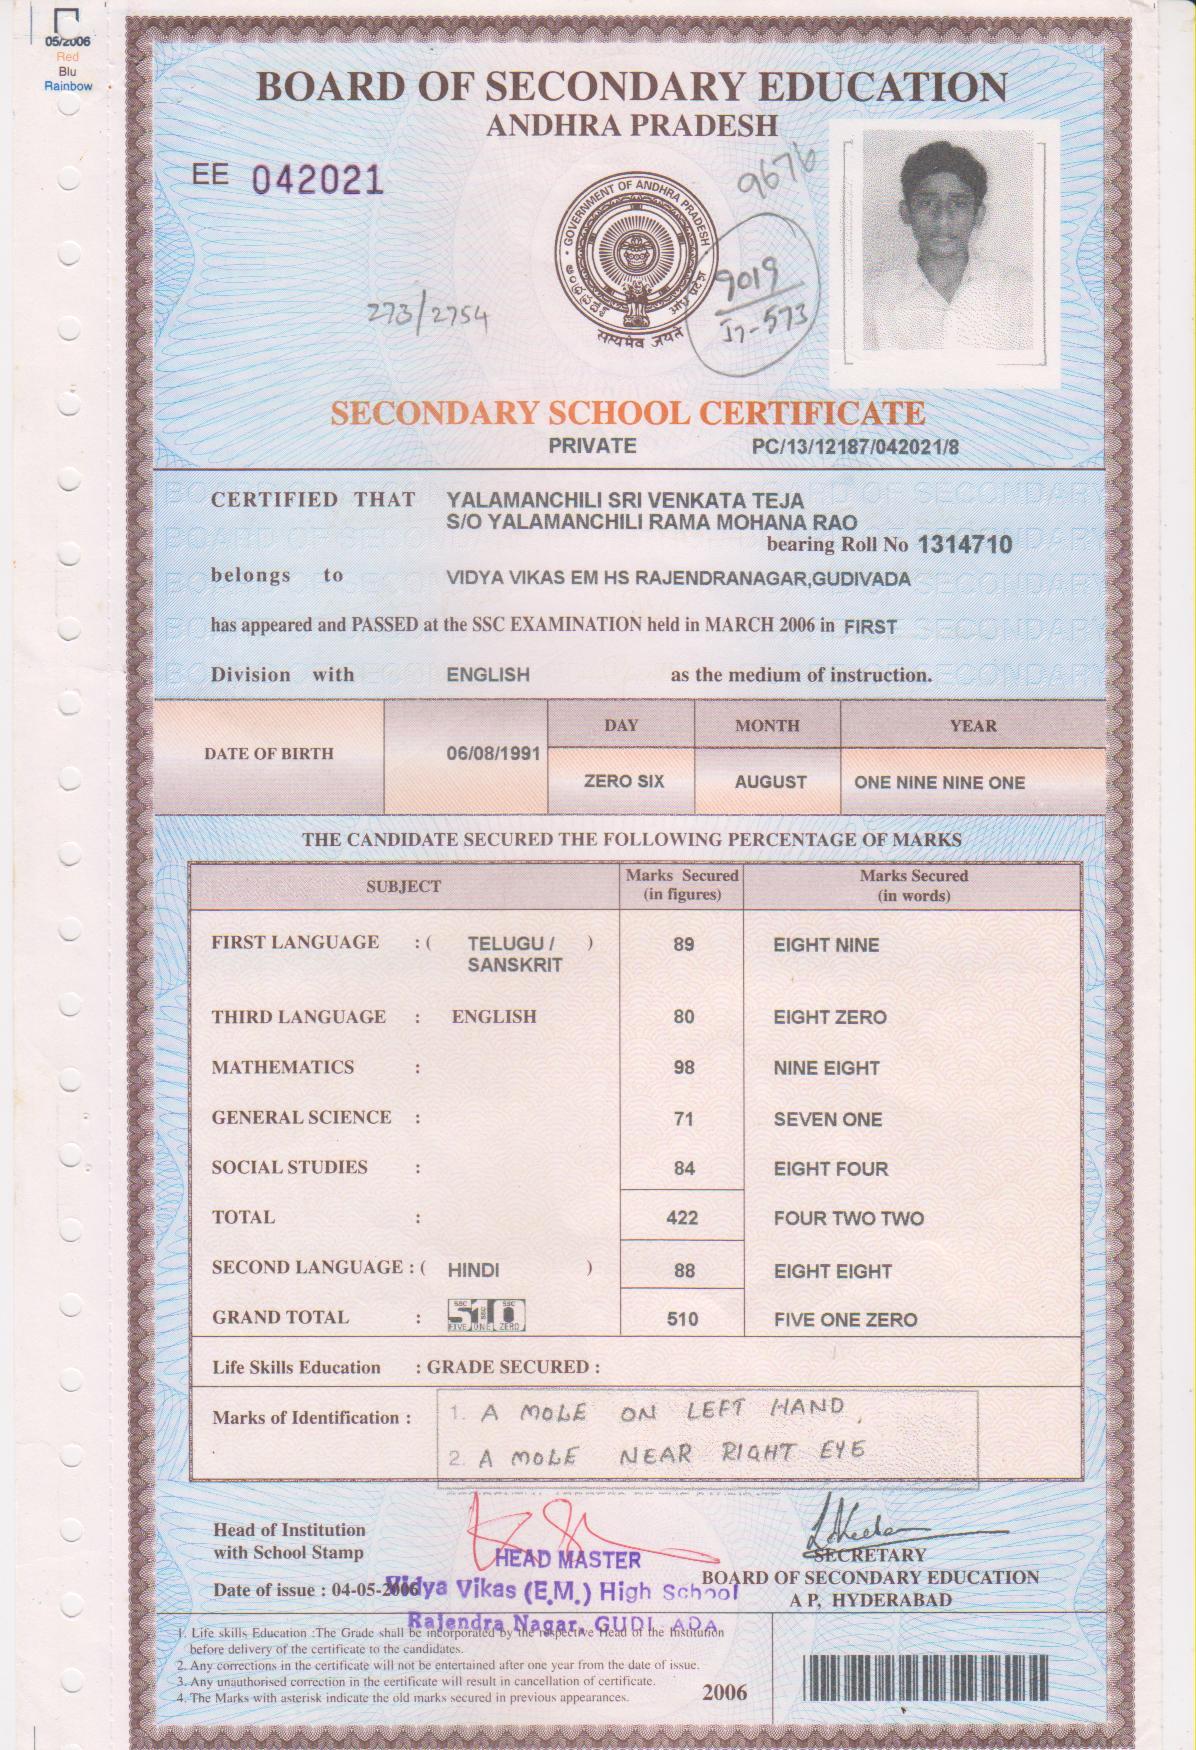 05/2006
Red
Blu
Rainbow
BOARD OF SECONDARY EDUCATION
ANDHRA PRADESH
EE 042021
9676
GOVERNMENT OF ANDHRA PRADESH
सत्यमेव जयते
9019
I7-573
273/2754
SECONDARY SCHOOL CERTIFICATE
PRIVATE PC/13/12187/042021/8
CERTIFIED THAT YALAMANCHILI SRI VENKATA TEJA
S/O YALAMANCHILI RAMA MOHANA RAO
bearing Roll No 1314710
belongs to VIDYA VIKAS EM HS RAJENDRANAGAR,GUDIVADA
has appeared and PASSED at the SSC EXAMINATION held in MARCH 2006 in FIRST
Division with ENGLISH as the medium of instruction.
DATE OF BIRTH 06/08/1991 DAY MONTH YEAR
ZERO SIX AUGUST ONE NINE NINE ONE
THE CANDIDATE SECURED THE FOLLOWING PERCENTAGE OF MARKS
SUBJECT Marks Secured (in figures) Marks Secured (in words)
FIRST LANGUAGE : ( TELUGU / ) 89 EIGHT NINE
SANSKRIT
THIRD LANGUAGE : ENGLISH 80 EIGHT ZERO
MATHEMATICS : 98 NINE EIGHT
GENERAL SCIENCE : 71 SEVEN ONE
SOCIAL STUDIES : 84 EIGHT FOUR
TOTAL : 422 FOUR TWO TWO
SECOND LANGUAGE : ( HINDI ) 88 EIGHT EIGHT
GRAND TOTAL : 510 FIVE ONE ZERO 510 FIVE ONE ZERO
Life Skills Education : GRADE SECURED :
Marks of Identification : 1. A MOLE ON LEFT HAND,
2. A MOLE NEAR RIGHT EYE
Head of Institution
with School Stamp
HEAD MASTER
SECRETARY
BOARD OF SECONDARY EDUCATION
A P, HYDERABAD
Date of issue : 04-05-2006
Vidya Vikas (E.M.) High School
Rajendra Nagar, GUDI ADA
1. Life skills Education :The Grade shall be incorporated by the respective Head of the Institution
before delivery of the certificate to the candidates.
2. Any corrections in the certificate will not be entertained after one year from the date of issue.
3. Any unauthorised correction in the certificate will result in cancellation of certificate.
4. The Marks with asterisk indicate the old marks secured in previous appearances.
2006